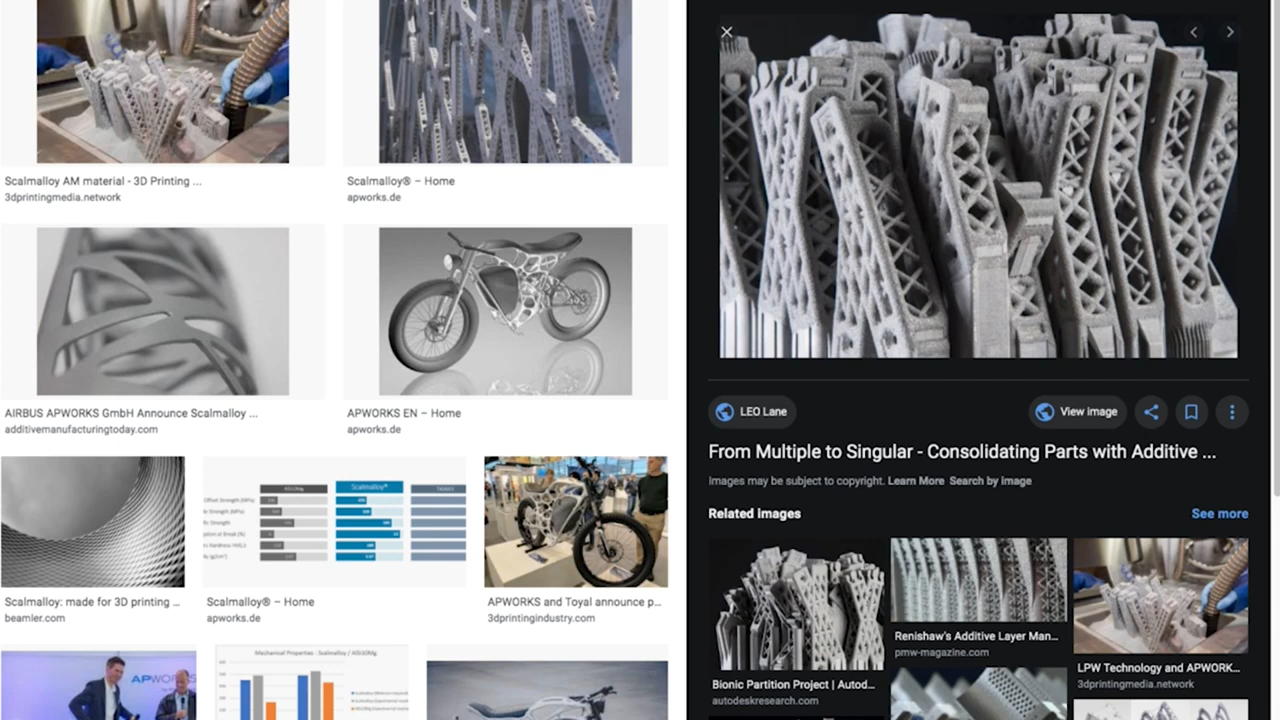 Scalmalloy AM material - 3D Printing ...
3dprintingmedia.network
Scalmalloy® – Home
apworks.de
AIRBUS APWORKS GmbH Announce Scalmalloy ...
additivemanufacturingtoday.com
APWORKS EN – Home
apworks.de
Scalmalloy®
Scalmalloy: made for 3D printing ...
beamler.com
Scalmalloy® – Home
apworks.de
APWORKS and Toyal announce p...
3dprintingindustry.com
APWORKS
Mechanical Properties : Scalmalloy / AlSi10Mg
LEO Lane
View image
From Multiple to Singular - Consolidating Parts with Additive ...
Images may be subject to copyright. Learn More Search by image
Related images
See more
Bionic Partition Project | Autod...
autodeskresearch.com
Renishaw's Additive Layer Man...
pmw-magazine.com
LPW Technology and APWORK...
3dprintingmedia.network